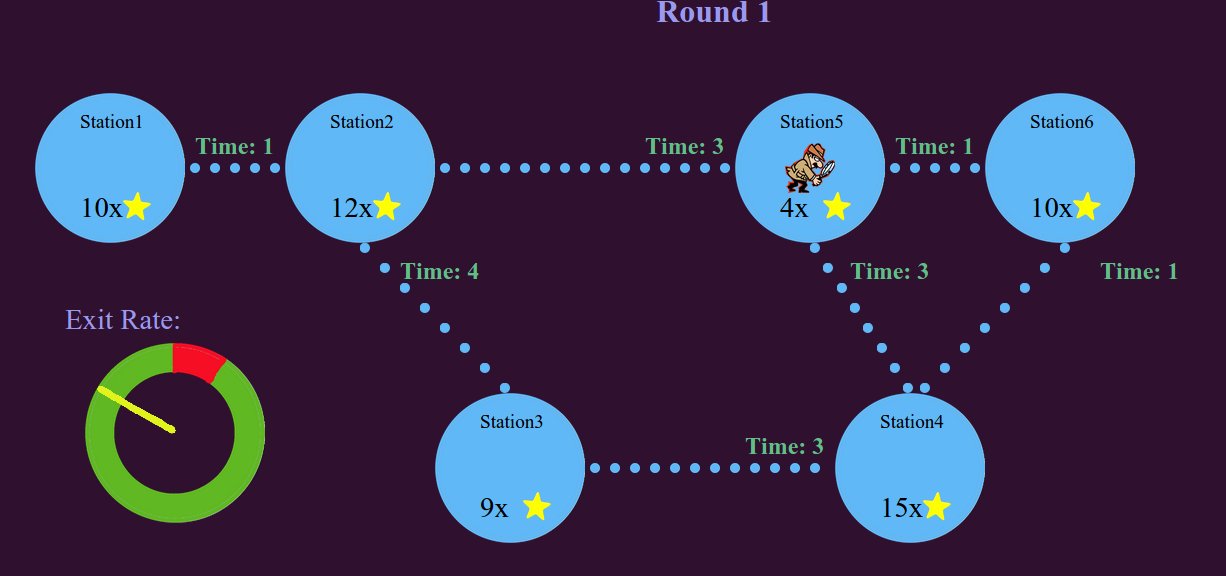 Round 1
Station1
Time: 1
Station2
Time: 3
Station5
Time: 1
Station6
10x
12x
4x
10x
Time: 4
Time: 3
Time: 1
Exit Rate:
Station3
Station4
Time: 3
9x
15x